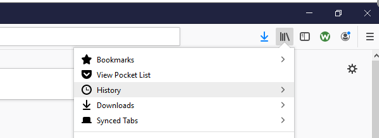 Bookmarks
View Pocket List
History
Downloads
Synced Tabs